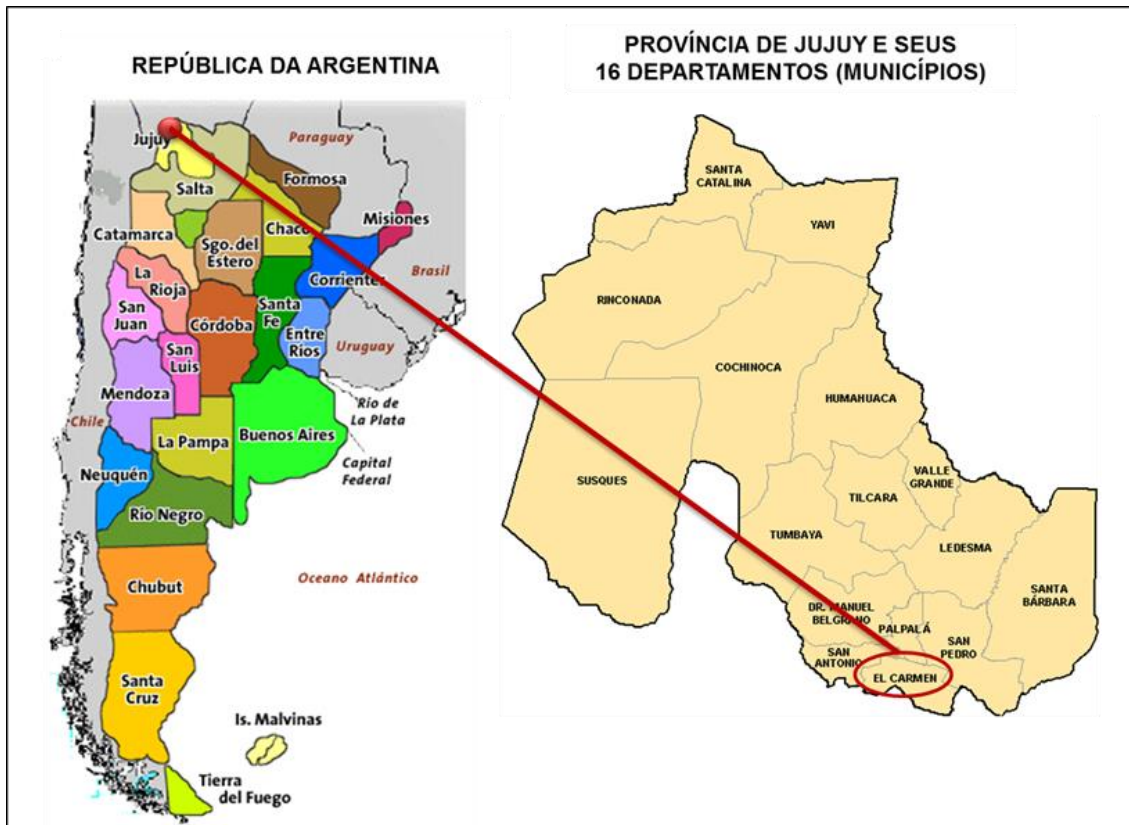 REPÚBLICA DA ARGENTINA
Jujuy
Paraguay
Salta
Formosa
Misiones
Catamarca
Sgo. del
Estero
Chaco
Brasil
La
Rioja
Corrientes
San
Juan
Córdoba
Santa
Fe
Entre
Ríos
Uruguay
San
Luis
Mendoza
Chile
Río de
La Plata
La Pampa
Buenos Aires
Capital
Federal
Neuquén
Río Negro
Oceano Atlántico
Chubut
Santa
Cruz
Is. Malvinas
Tierra
del Fuego
PROVÍNCIA DE JUJUY E SEUS
16 DEPARTAMENTOS (MUNICÍPIOS)
SANTA
CATALINA
YAVI
RINCONADA
COCHINOCA
HUMAHUACA
SUSQUES
VALLE
GRANDE
TILCARA
TUMBAYA
LEDESMA
SANTA
BÁRBARA
DR. MANUEL
BELGRANO
PALPALÁ
SAN
PEDRO
SAN
ANTONIO
EL CARMEN